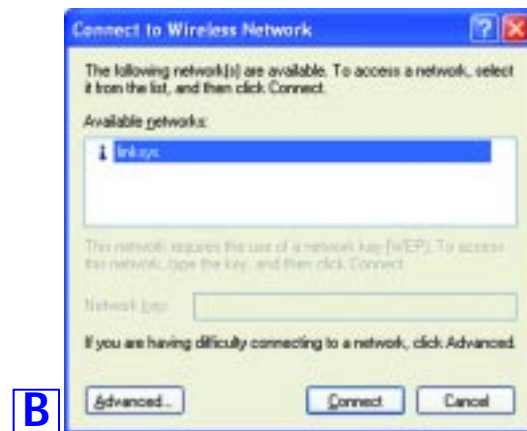 Connect to Wireless Network
The following network(s) are available. To access a network, select
it from the list, and then click Connect.
Available networks:
linksys
This network requires the use of a network key (WEP). To access
this network, type the key, and then click Connect.
Network key:
If you are having difficulty connecting to a network, click Advanced.
Advanced... Connect Cancel
B